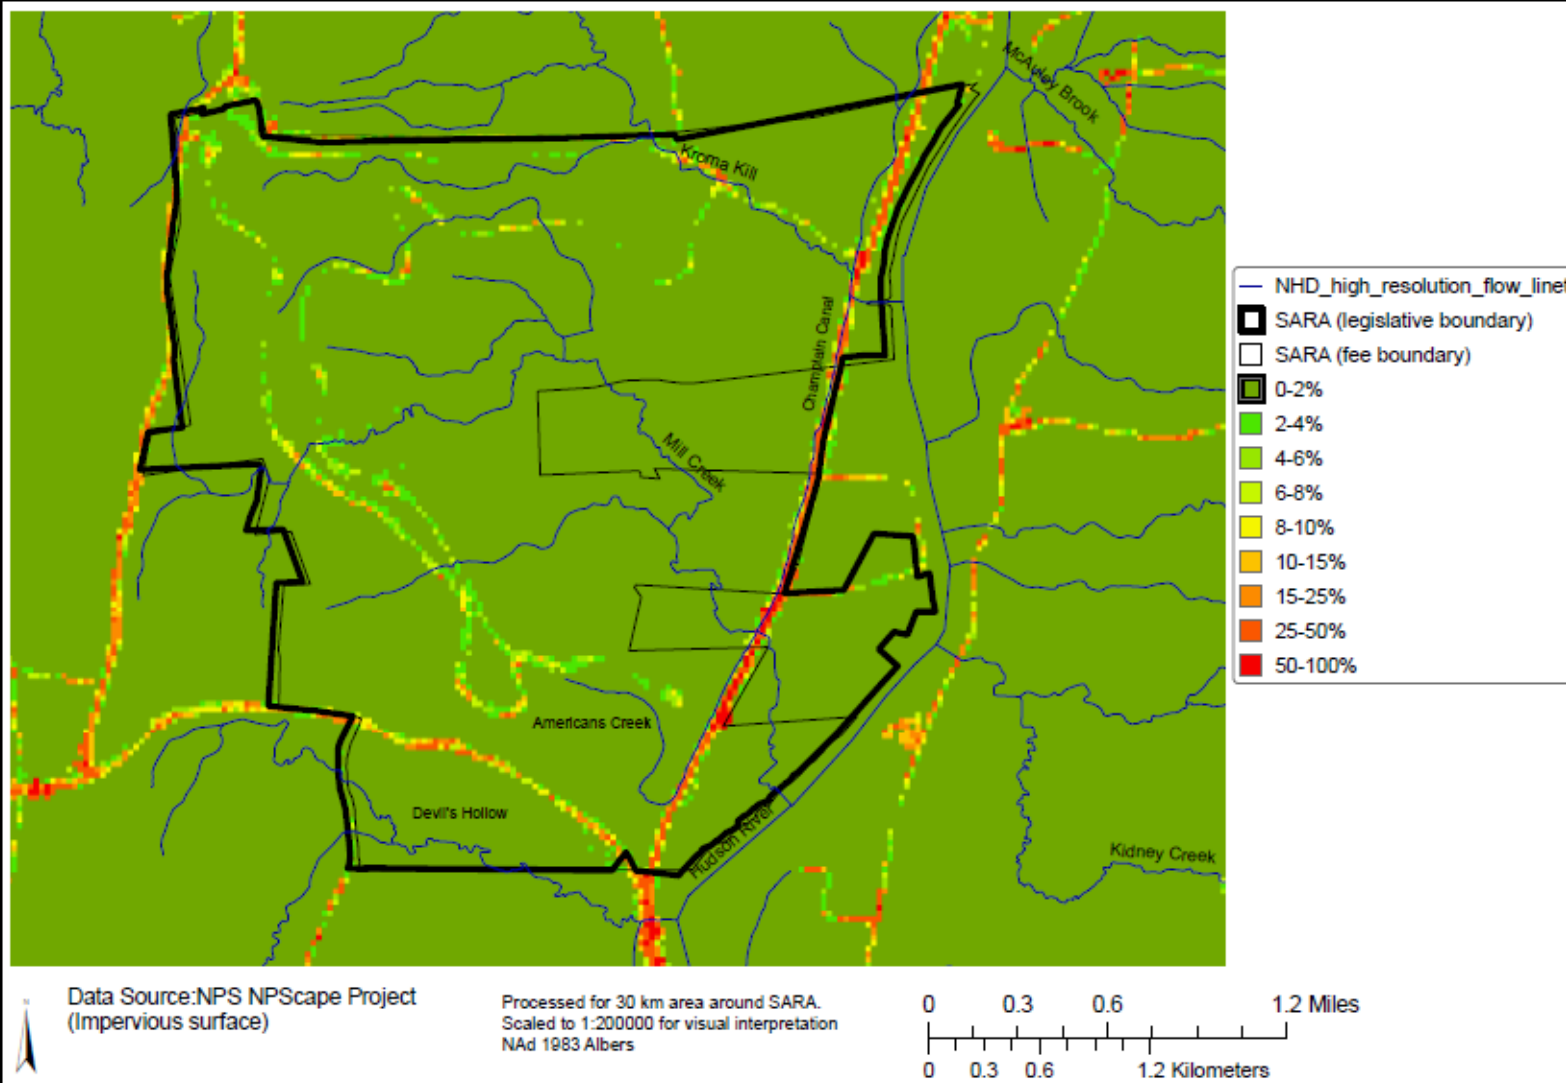 McAuley Brook
Kroma Kill
Champlain Canal
Mill Creek
Americans Creek
Devil's Hollow
Hudson River
Kidney Creek
NHD_high_resolution_flow_linet
SARA (legislative boundary)
SARA (fee boundary)
0-2%
2-4%
4-6%
6-8%
8-10%
10-15%
15-25%
25-50%
50-100%
N
Data Source:NPS NPScape Project
(Impervious surface)
Processed for 30 km area around SARA.
Scaled to 1:200000 for visual interpretation
NAd 1983 Albers
0 0.3 0.6 1.2 Miles
0 0.3 0.6 1.2 Kilometers